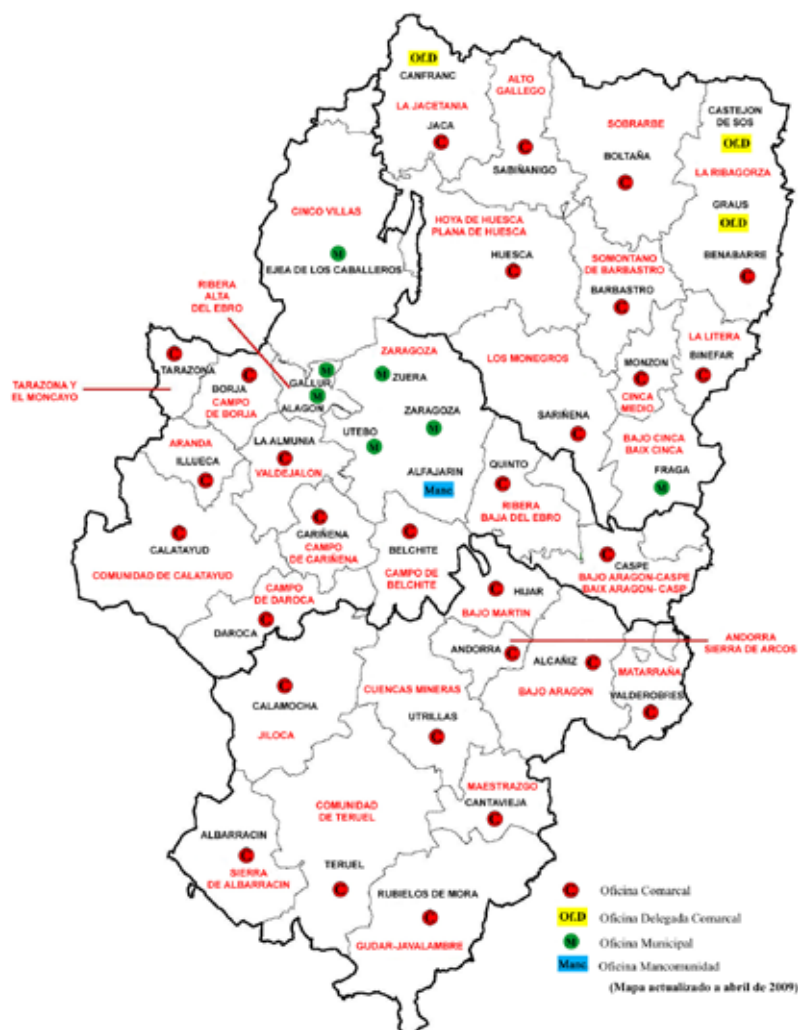 Of.D
CANFRANC
LA JACETANIA
JACA
C
ALTO
GALLEGO
C
SABIÑANIGO
SOBRARBE
BOLTAÑA
C
CASTEJON
DE SOS
Of.D
LA RIBAGORZA
GRAUS
Of.D
BENABARRE
C
CINCO VILLAS
M
EJEA DE LOS CABALLEROS
HOYA DE HUESCA
PLANA DE HUESCA
HUESCA
C
SOMONTANO
DE BARBASTRO
BARBASTRO
C
RIBERA
ALTA
DEL EBRO
C
TARAZONA
TARAZONA Y
EL MONCAYO
BORJA
C
CAMPO
DE BORJA
M
GALLUR
M
ALAGON
ZARAGOZA
M
ZUERA
ZARAGOZA
M
UTEBO
M
ALFAJARIN
Manc
LOS MONEGROS
SARIÑENA
C
MONZON
C
CINCA
MEDIO
LA LITERA
BINEFAR
C
BAJO CINCA
BAIX CINCA
FRAGA
M
ARANDA
ILLUECA
C
LA ALMUNIA
C
VALDEJALON
QUINTO
C
RIBERA
BAJA DEL EBRO
C
CALATAYUD
COMUNIDAD DE CALATAYUD
C
CARIÑENA
CAMPO
DE CARIÑENA
C
BELCHITE
CAMPO DE
BELCHITE
C
CASPE
BAJO ARAGON-CASPE
BAIX ARAGON- CASP
CAMPO
DE DAROCA
C
DAROCA
C
HIJAR
BAJO MARTIN
ANDORRA
C
ANDORRA
SIERRA DE ARCOS
ALCAÑIZ
C
BAJO ARAGON
MATARRAÑA
C
C
CALAMOCHA
JILOCA
CUENCAS MINERAS
UTRILLAS
C
MAESTRAZGO
CANTAVIEJA
C
COMUNIDAD
DE TERUEL
TERUEL
C
ALBARRACIN
C
SIERRA
DE ALBARRACIN
RUBIELOS DE MORA
C
GUDAR-JAVALAMBRE
C Oficina Comarcal
Of.D Oficina Delegada Comarcal
M Oficina Municipal
Manc Oficina Mancomunidad
(Mapa actualizado a abril de 2009)